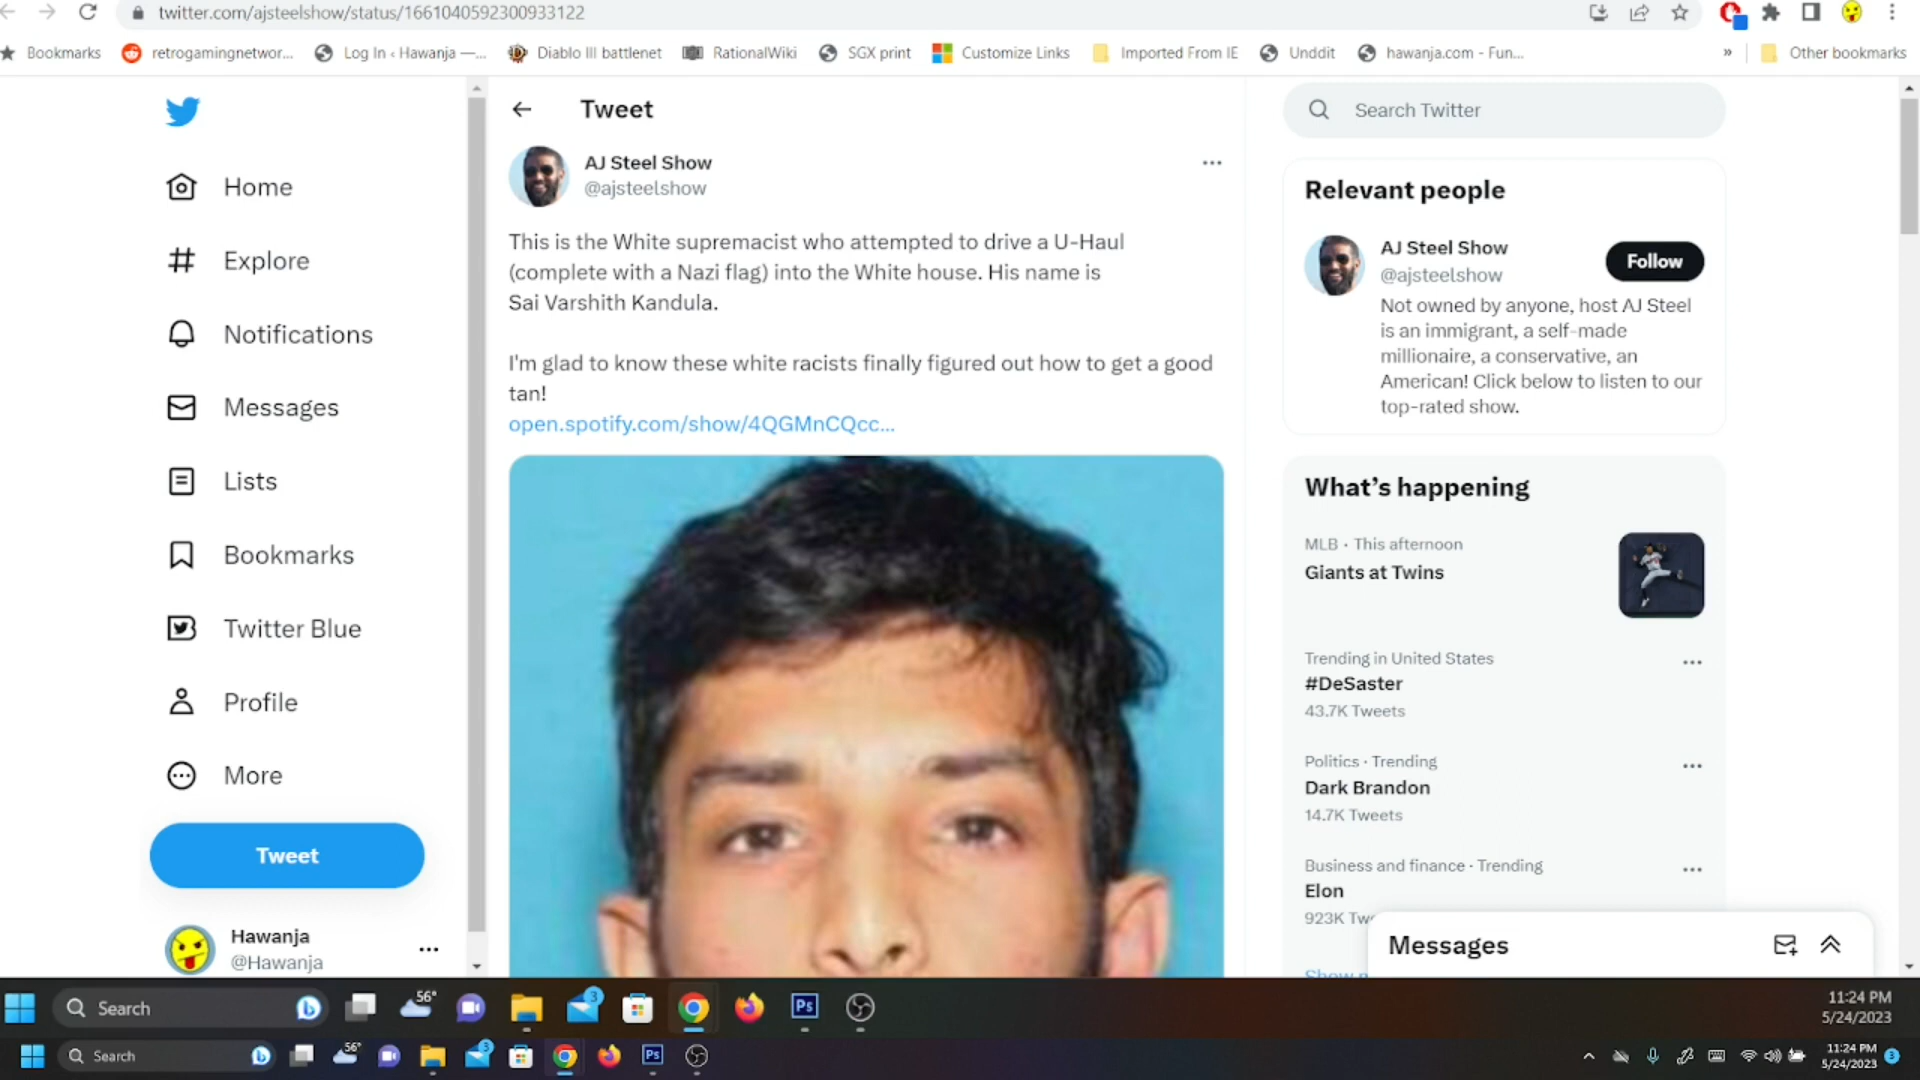 twitter.com/ajsteelshow/status/1661040592300933122
Bookmarks retrogamingnetwor... Log In ‹ Hawanja —... Diablo III battlenet RationalWiki SGX print Customize Links Imported From IE Unddit hawanja.com - Fun... » Other bookmarks
Home
Explore
Notifications
Messages
Lists
Bookmarks
Twitter Blue
Profile
More
Tweet
Hawanja
@Hawanja
Tweet
AJ Steel Show
@ajsteelshow
This is the White supremacist who attempted to drive a U-Haul
(complete with a Nazi flag) into the White house. His name is
Sai Varshith Kandula.
I'm glad to know these white racists finally figured out how to get a good
tan!
open.spotify.com/show/4QGMnCQcc...
Search Twitter
Relevant people
AJ Steel Show
@ajsteelshow
Follow
Not owned by anyone, host AJ Steel
is an immigrant, a self-made
millionaire, a conservative, an
American! Click below to listen to our
top-rated show.
What's happening
MLB · This afternoon
Giants at Twins
Trending in United States
#DeSaster
43.7K Tweets
Politics · Trending
Dark Brandon
14.7K Tweets
Business and finance · Trending
Elon
923K
Messages
Search 56° 3 Ps
11:24 PM
5/24/2023
Search 56° 3 Ps
11:24 PM
5/24/2023 3